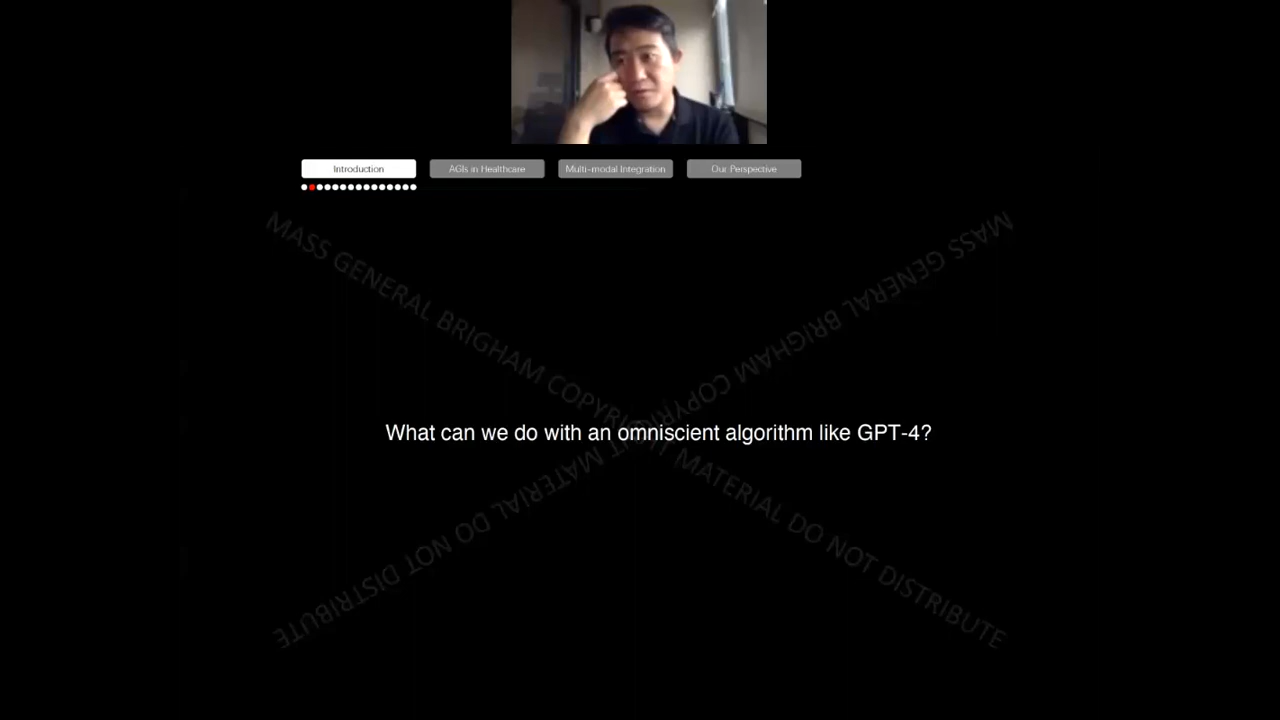 Introduction
AGIs in Healthcare
Multi-modal Integration
Our Perspective
What can we do with an omniscient algorithm like GPT-4?
MASS GENERAL BRIGHAM COPYRIGHT MATERIAL DO NOT DISTRIBUTE
MASS GENERAL BRIGHAM COPYRIGHT MATERIAL DO NOT DISTRIBUTE